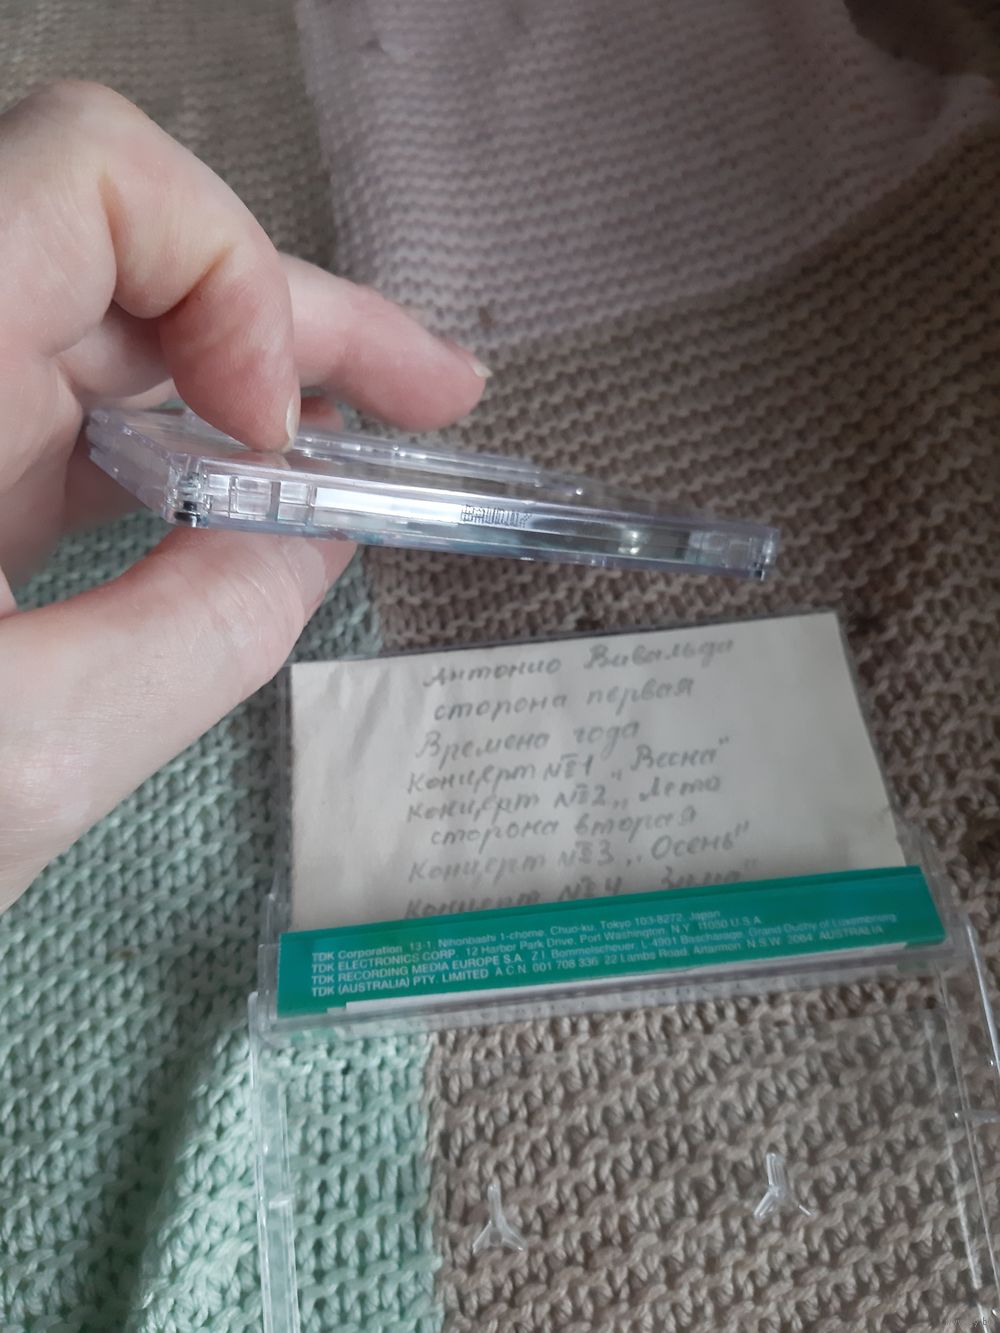 Антонио Вивальди
сторона первая
Времена года
Концерт №1 „Весна“
Концерт №2 „Лето
сторона вторая
Концерт №3 „Осень“
Концерт №4 „Зима“
TDK Corporation 13-1, Nihonbashi 1-chome, Chuo-ku, Tokyo 103-8272, Japan
TDK ELECTRONICS CORP. 12 Harbor Park Drive, Port Washington, N.Y. 11050 U.S.A.
TDK RECORDING MEDIA EUROPE S.A. Z.I. Bommelscheuer, L-4901 Bascharage, Grand-Duchy of Luxembourg
TDK (AUSTRALIA) PTY. LIMITED A.C.N. 001 708 336 22 Lambs Road, Artarmon N.S.W. 2064 AUSTRALIA